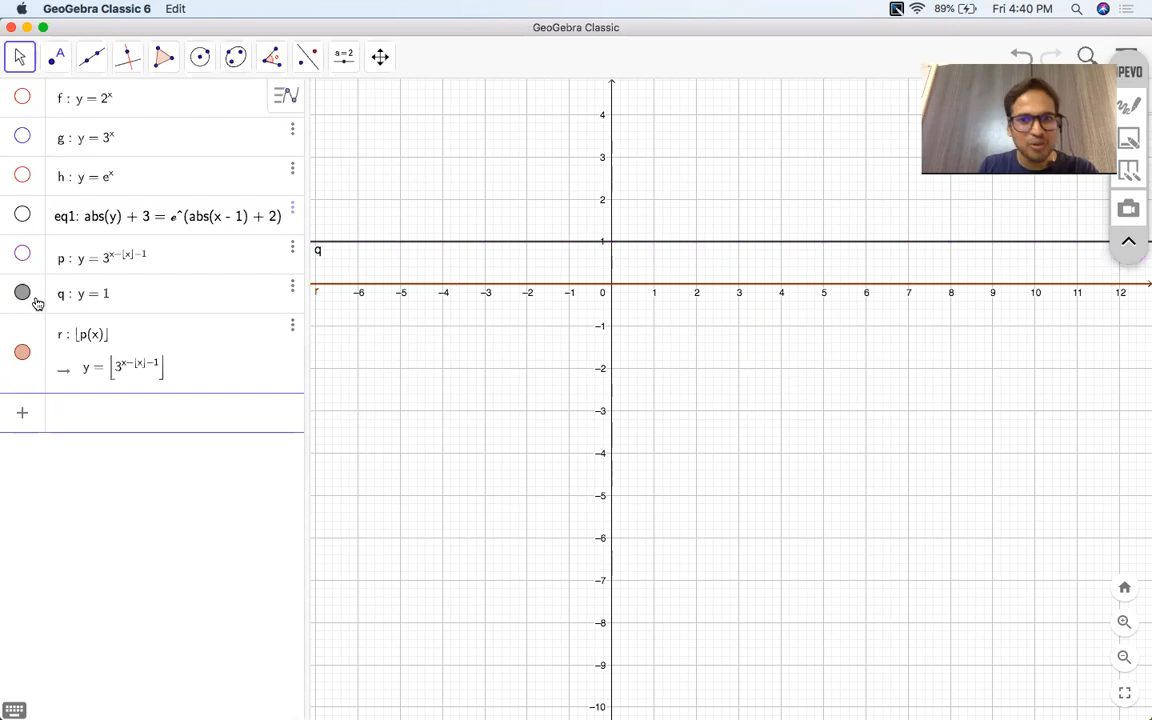 GeoGebra Classic 6 Edit 89% Fri 4:40 PM
GeoGebra Classic
A a=2
f : y = 2ˣ
g : y = 3ˣ
h : y = eˣ
eq1: abs(y) + 3 = ℯ^(abs(x - 1) + 2)
p : y = 3^{x−⌊x⌋−1}
q : y = 1
r : ⌊p(x)⌋
→ y = ⌊3^{x−⌊x⌋−1}⌋
+
4
3
2
1
q
r −6 −5 −4 −3 −2 −1 0 1 2 3 4 5 6 7 8 9 10 11 12
−1
−2
−3
−4
−5
−6
−7
−8
−9
−10